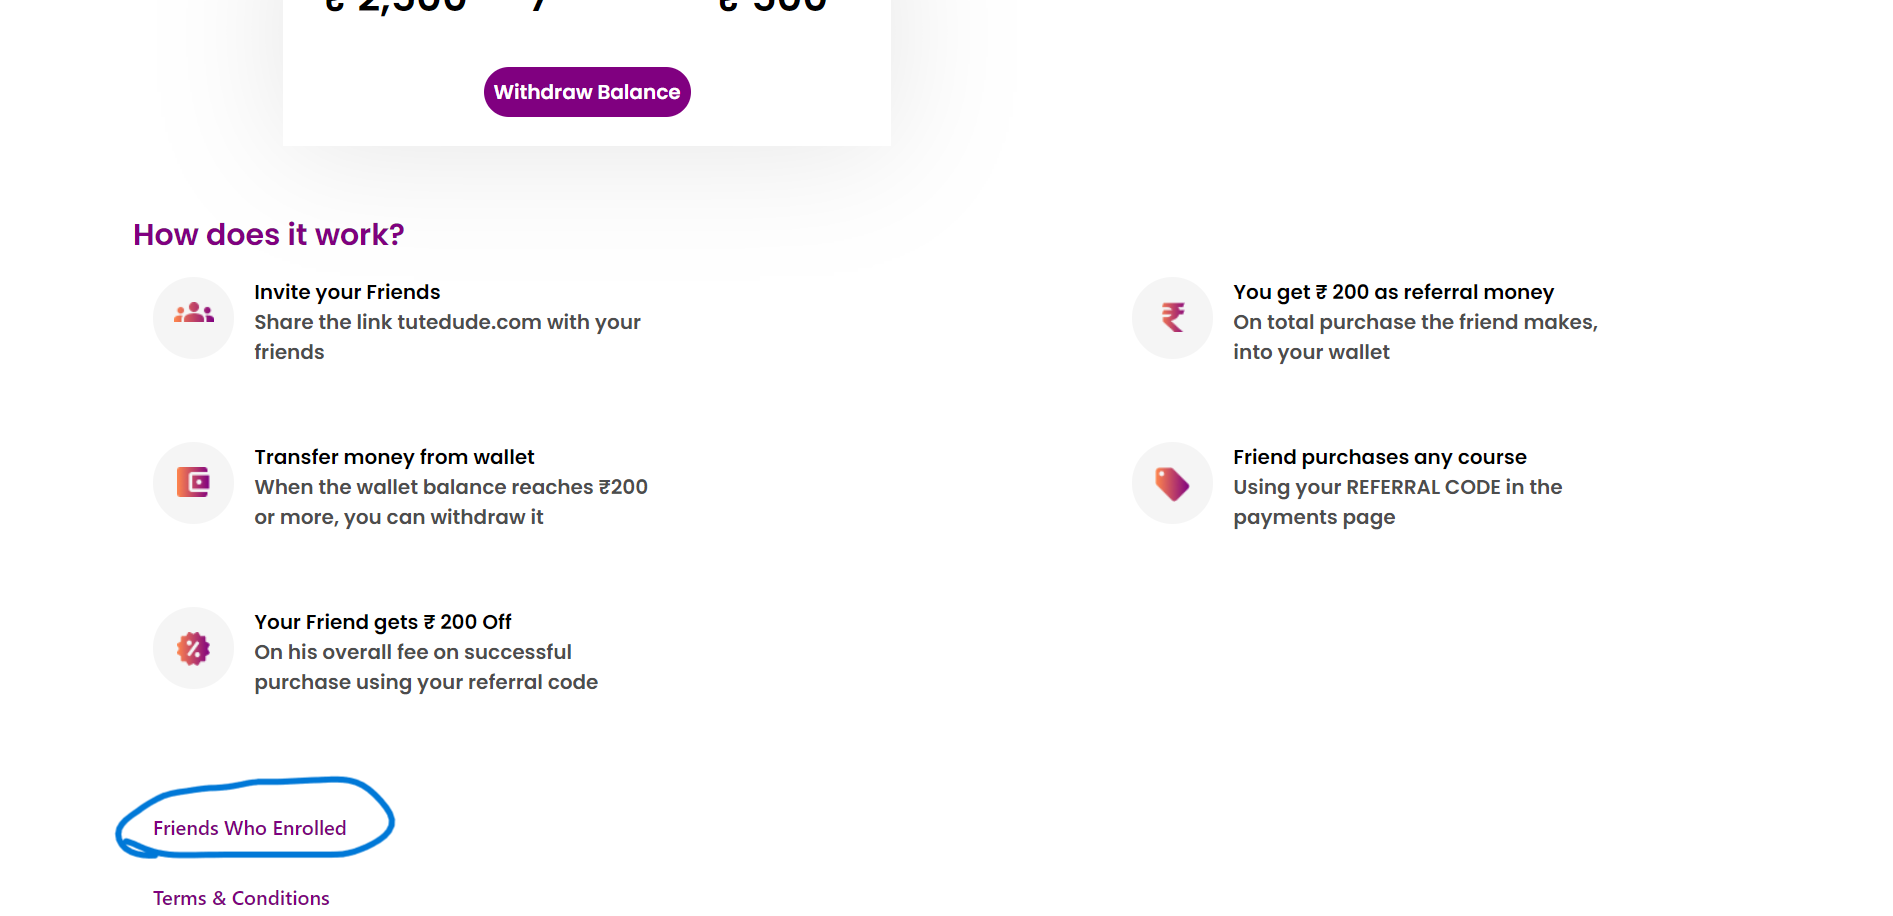 ₹ 2,500 / ₹ 500
Withdraw Balance
How does it work?
Invite your Friends
Share the link tutedude.com with your
friends
You get ₹ 200 as referral money
On total purchase the friend makes,
into your wallet
Transfer money from wallet
When the wallet balance reaches ₹200
or more, you can withdraw it
Friend purchases any course
Using your REFERRAL CODE in the
payments page
Your Friend gets ₹ 200 Off
On his overall fee on successful
purchase using your referral code
Friends Who Enrolled
Terms & Conditions